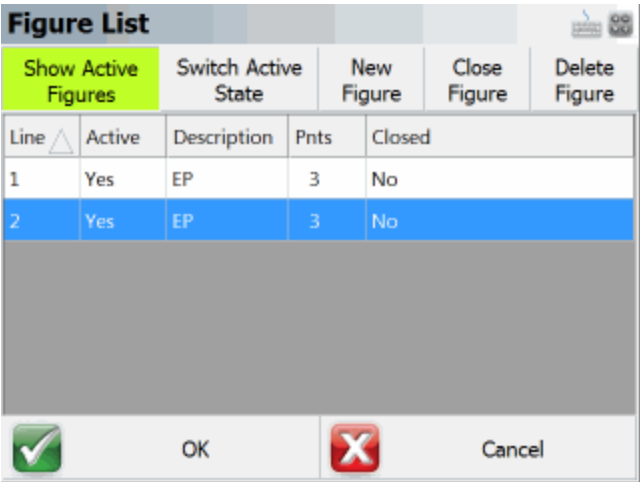 Figure List
Show Active Figures
Switch Active State
New Figure
Close Figure
Delete Figure
Line Active Description Pnts Closed
1 Yes EP 3 No
2 Yes EP 3 No
OK Cancel